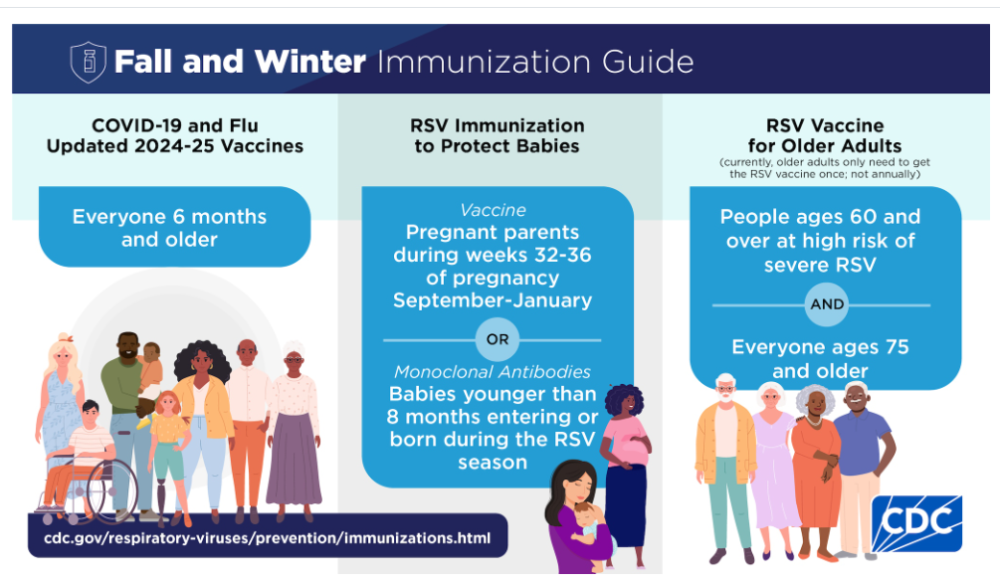 Fall and Winter Immunization Guide
COVID-19 and Flu
Updated 2024-25 Vaccines
Everyone 6 months
and older
RSV Immunization
to Protect Babies
Vaccine
Pregnant parents
during weeks 32-36
of pregnancy
September-January
OR
Monoclonal Antibodies
Babies younger than
8 months entering or
born during the RSV
season
RSV Vaccine
for Older Adults
(currently, older adults only need to get
the RSV vaccine once; not annually)
People ages 60 and
over at high risk of
severe RSV
AND
Everyone ages 75
and older
cdc.gov/respiratory-viruses/prevention/immunizations.html
CDC